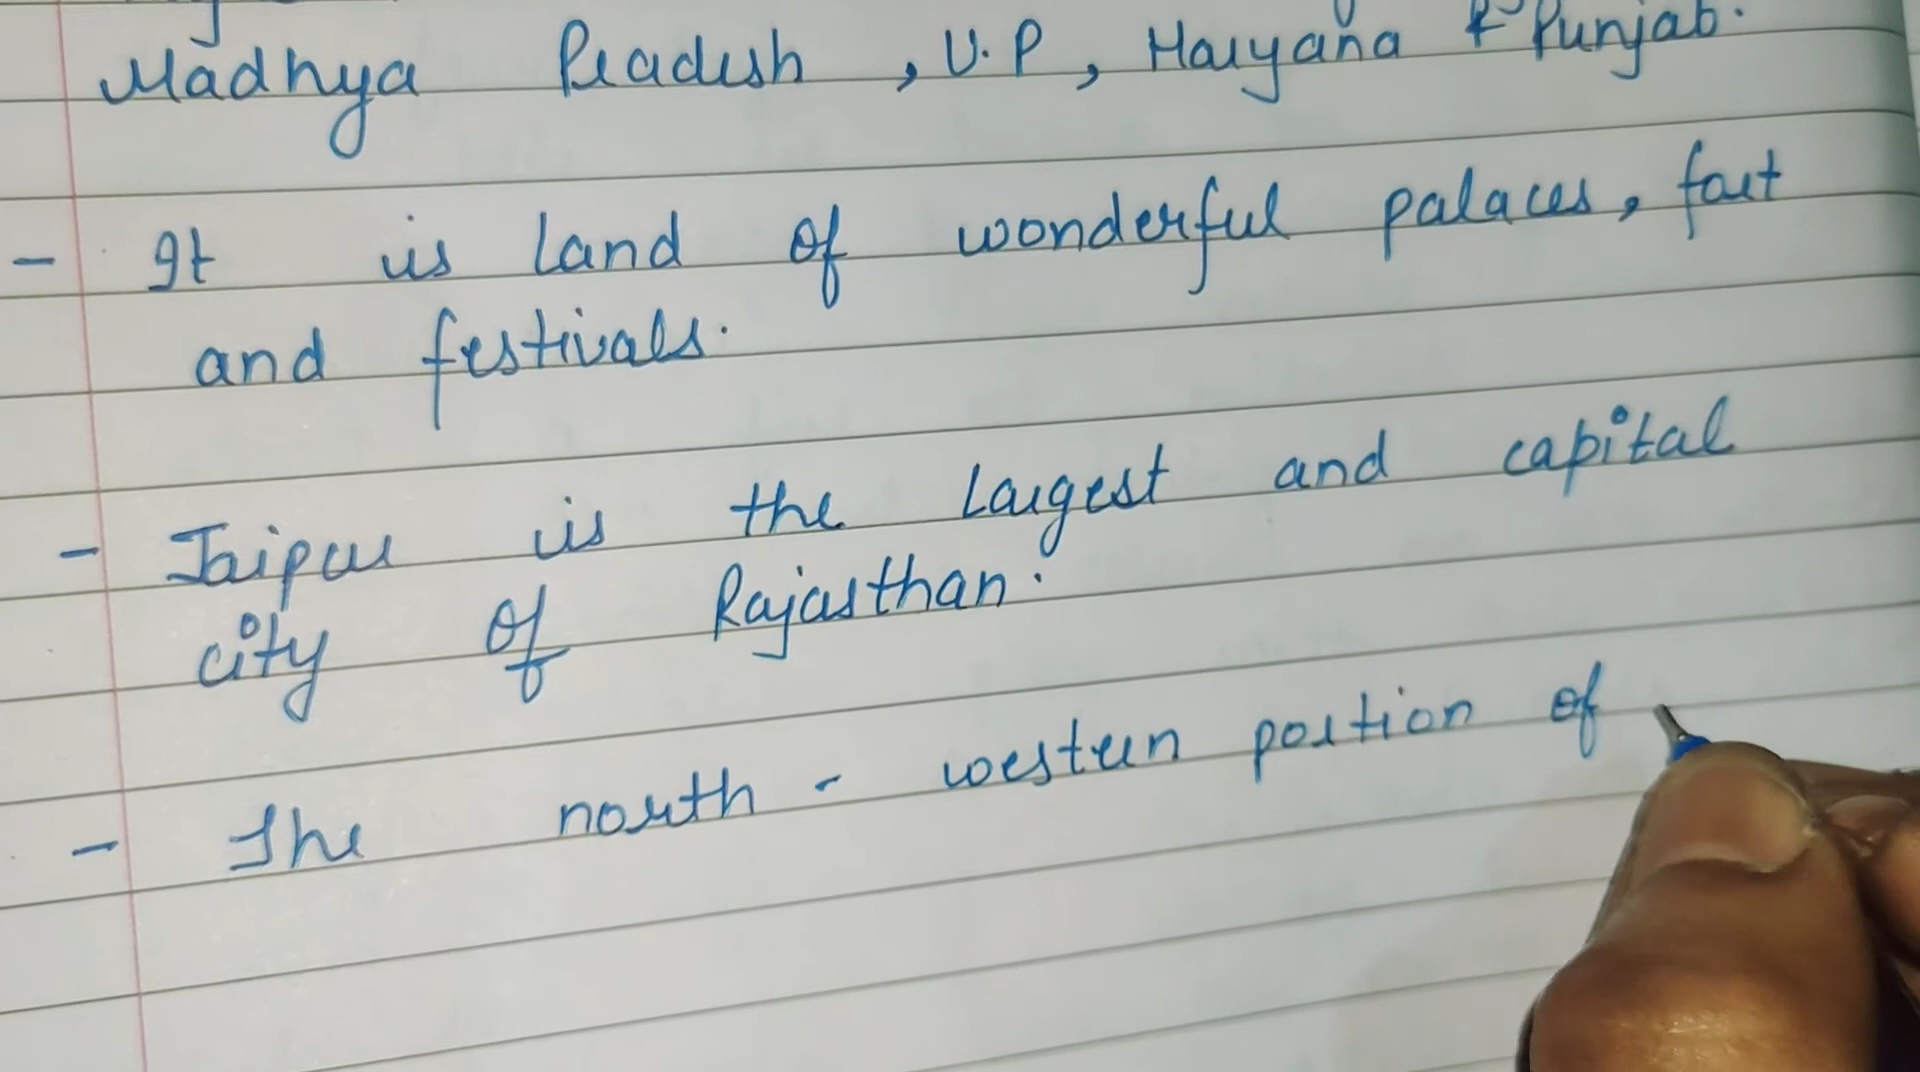 Madhya Pradesh , U.P, Haryana & Punjab.
- It is land of wonderful palaces, fort
and festivals.
- Jaipur is the largest and capital
city of Rajasthan.
- The north - western portion of